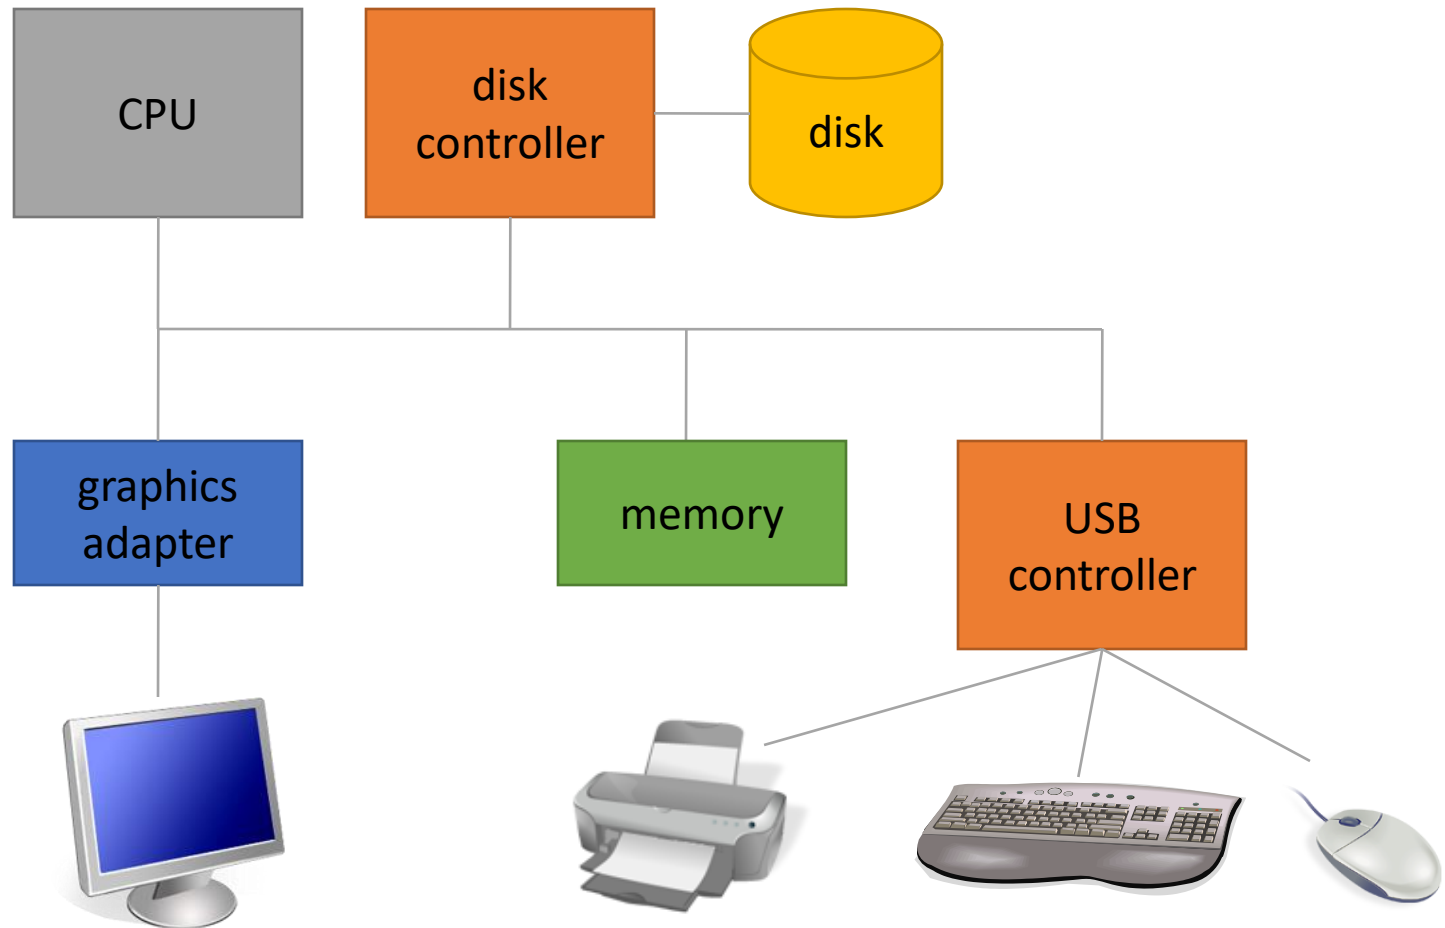 CPU
disk
controller
disk
graphics
adapter
memory
USB
controller